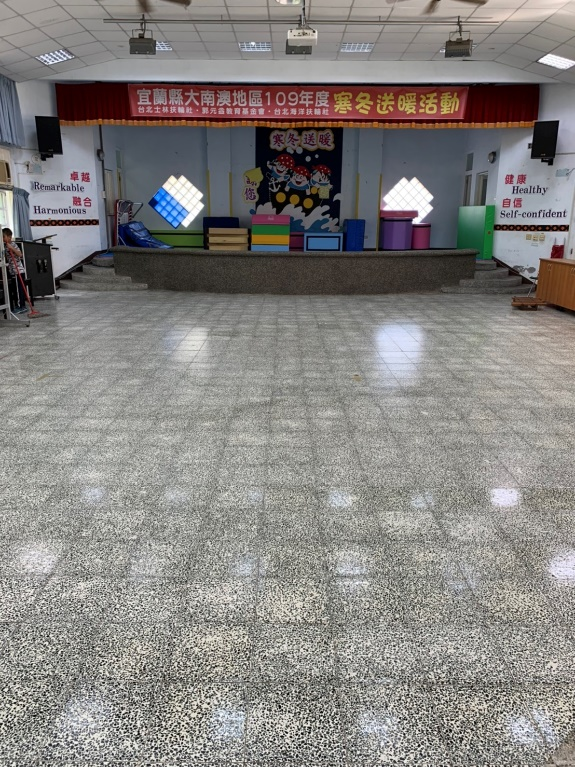 宜蘭縣大南澳地區109年度 寒冬送暖活動
台北士林扶輪社·郭元益教育基金會·台北海洋扶輪社
寒冬送暖
你
卓越
Remarkable
融合
Harmonious
健康
Healthy
自信
Self-confident